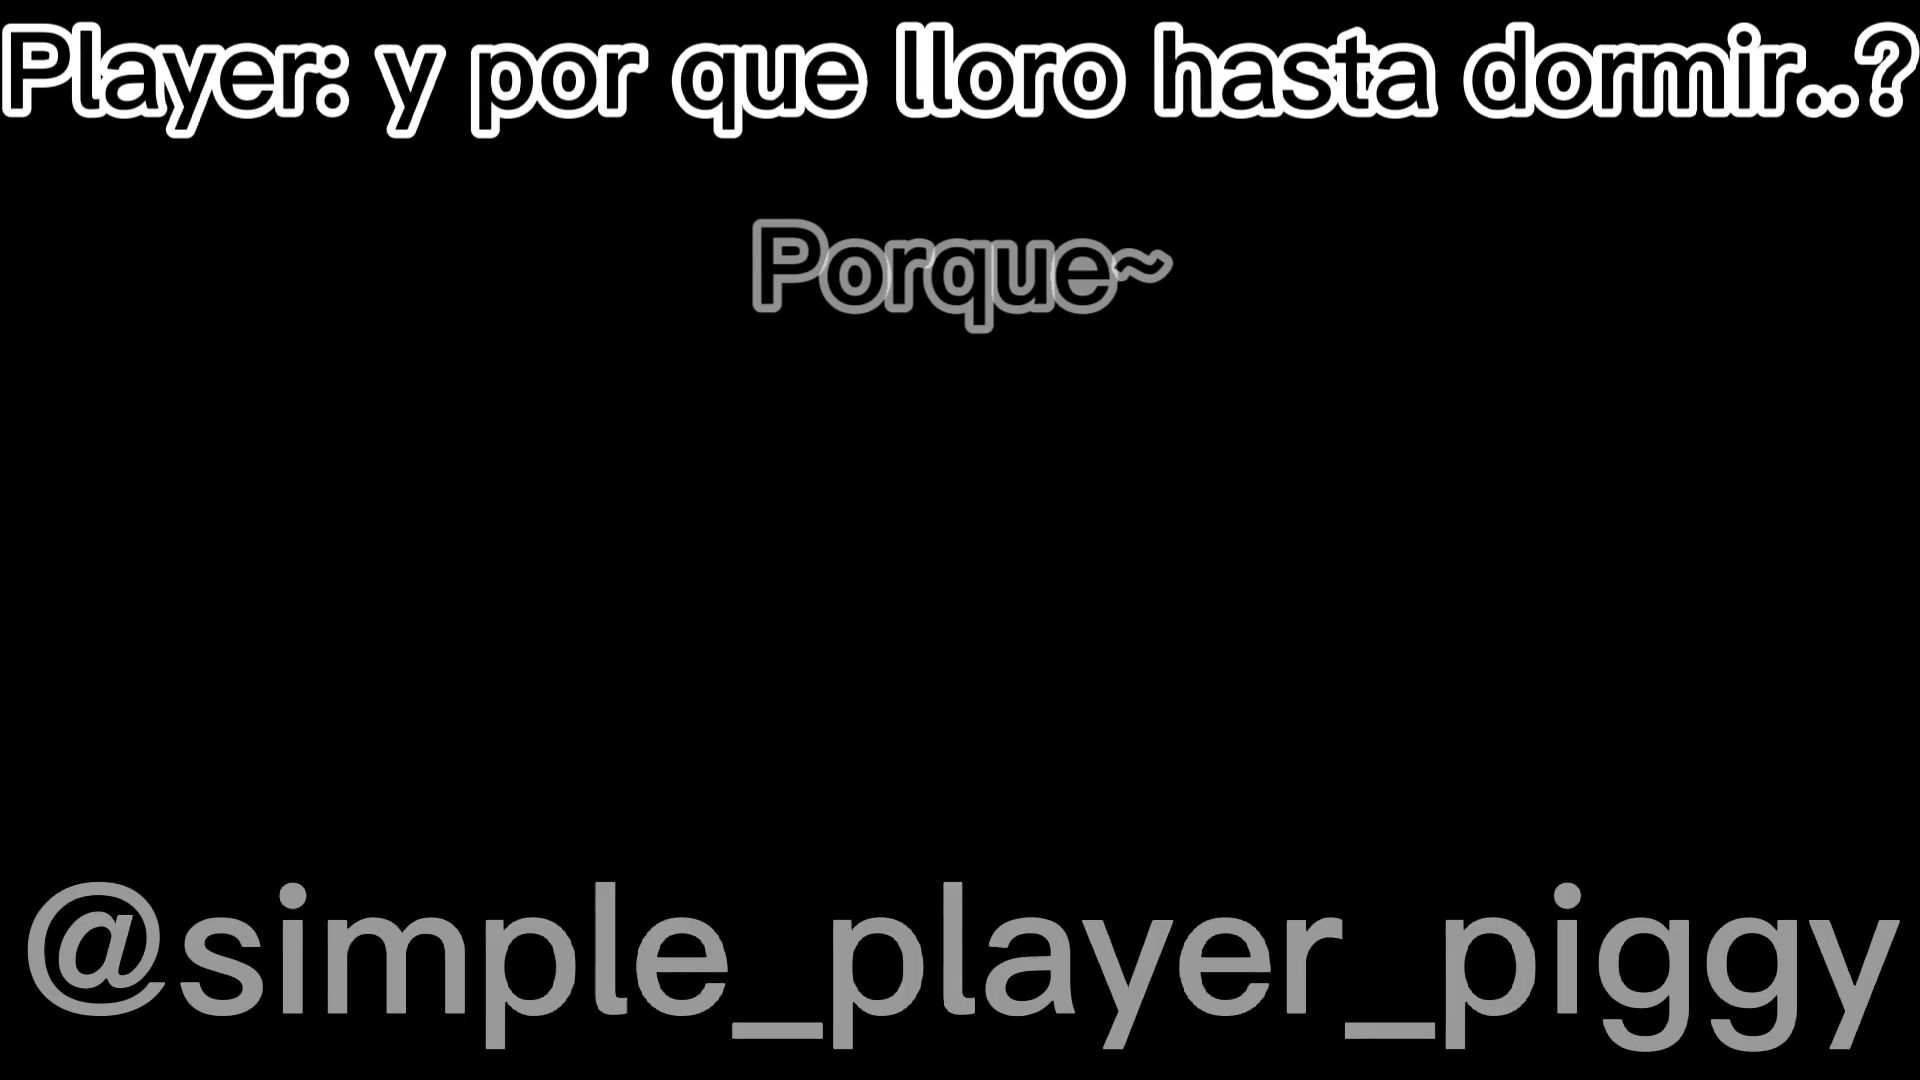 Player: y por que lloro hasta dormir..?
Porque~
@simple_player_piggy